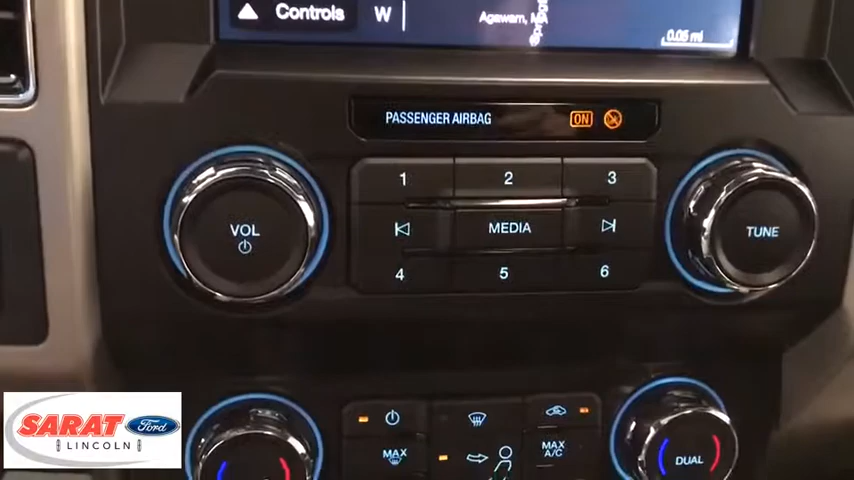 Controls
W
Agawam, MA
0.05 mi
PASSENGER AIRBAG ON
1 2 3
VOL
MEDIA
TUNE
4 5 6
MAX
MAX
A/C
DUAL
SARAT
Ford
LINCOLN